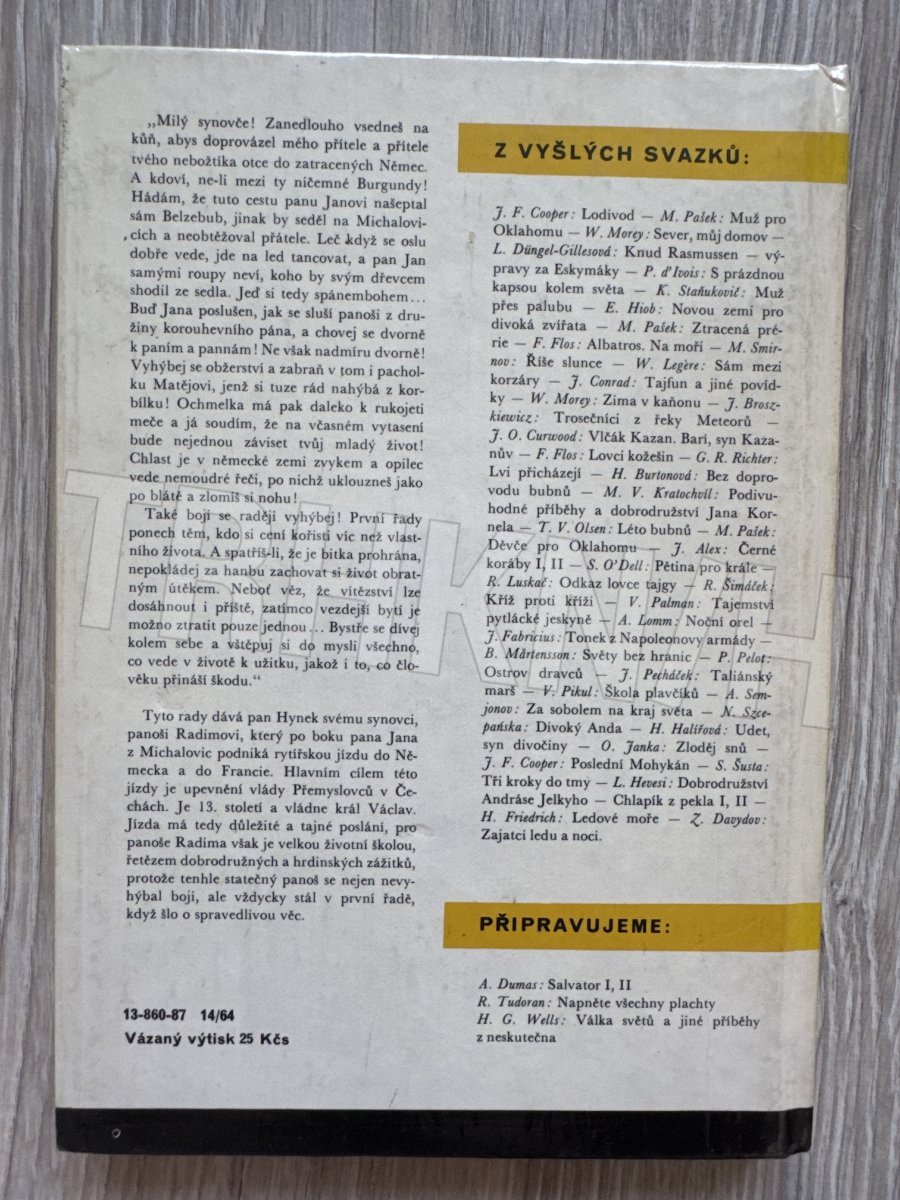 „Milý synovče! Zanedlouho vsedneš na
kůň, abys doprovázel mého přítele a přítele
tvého nebožtíka otce do zatracených Němec.
A kdoví, ne-li mezi ty ničemné Burgundy!
Hádám, že tuto cestu panu Janovi našeptal
sám Belzebub, jinak by seděl na Michalovi-
cích a neobtěžoval přátele. Leč když se oslu
dobře vede, jde na led tancovat, a pan Jan
samými roupy neví, koho by svým dřevcem
shodil ze sedla. Jeď si tedy spánembohem...
Buď Jana poslušen, jak se sluší panoši z dru-
žiny korouhevního pána, a chovej se dvorně
k paním a pannám! Ne však nadmíru dvorně!
Vyhýbej se obžerství a zabraň v tom i pachol-
ku Matějovi, jenž si tuze rád nahýbá z kor-
bílku! Ochmelka má pak daleko k rukojeti
meče a já soudím, že na včasném vytasení
bude nejednou záviset tvůj mladý život!
Chlast je v německé zemi zvykem a opilec
vede nemoudré řeči, po nichž uklouzneš jako
po blátě a zlomíš si nohu!
Také boji se raději vyhýbej! První řady
ponech těm, kdo si cení kořisti víc než vlast-
ního života. A spatříš-li, že je bitka prohrána,
nepokládej za hanbu zachovat si život obrat-
ným útěkem. Neboť věz, že vítězství lze
dosáhnout i příště, zatímco vezdejší bytí je
možno ztratit pouze jednou... Bystře se dívej
kolem sebe a vštěpuj si do mysli všechno,
co vede v životě k užitku, jakož i to, co člo-
věku přináší škodu.“
Tyto rady dává pan Hynek svému synovci,
panoši Radimovi, který po boku pana Jana
z Michalovic podniká rytířskou jízdu do Ně-
mecka a do Francie. Hlavním cílem této
jízdy je upevnění vlády Přemyslovců v Če-
chách. Je 13. století a vládne král Václav.
Jízda má tedy důležité a tajné poslání, pro
panoše Radima však je velkou životní školou,
řetězem dobrodružných a hrdinských zážitků,
protože tenhle statečný panoš se nejen nevy-
hýbal boji, ale vždycky stál v první řadě,
když šlo o spravedlivou věc.
13-860-87 14/64
Vázaný výtisk 25 Kčs
Z VYŠLÝCH SVAZKŮ:
J. F. Cooper: Lodivod — M. Pašek: Muž pro
Oklahomu — W. Morey: Sever, můj domov —
L. Düngel-Gillesová: Knud Rasmussen — vý-
pravy za Eskymáky — P. d'Ivois: S prázdnou
kapsou kolem světa — K. Staňukovič: Muž
přes palubu — E. Hiob: Novou zemi pro
divoká zvířata — M. Pašek: Ztracená pré-
rie — F. Flos: Albatros. Na moři — M. Smir-
nov: Říše slunce — W. Legère: Sám mezi
korzáry — J. Conrad: Tajfun a jiné povíd-
ky — W. Morey: Zima v kaňonu — J. Brosz-
kiewicz: Trosečníci z řeky Meteorů —
J. O. Curwood: Vlčák Kazan. Barí, syn Kaza-
nův — F. Flos: Lovci kožešin — G. R. Richter:
Lvi přicházejí — H. Burtonová: Bez dopro-
vodu bubnů — M. V. Kratochvíl: Podivu-
hodné příběhy a dobrodružství Jana Kor-
nela — T. V. Olsen: Léto bubnů — M. Pašek:
Děvče pro Oklahomu — J. Alex: Černé
koráby I, II — S. O'Dell: Pětina pro krále —
R. Luskač: Odkaz lovce tajgy — R. Šimáček:
Kříž proti kříži — V. Palman: Tajemství
pytlácké jeskyně — A. Lomm: Noční orel —
J. Fabricius: Tonek z Napoleonovy armády —
B. Mårtensson: Světy bez hranic — P. Pelot:
Ostrov dravců — J. Pecháček: Taliánský
marš — V. Pikul: Škola plavčíků — A. Sem-
jonov: Za sobolem na kraj světa — N. Szcze-
pańska: Divoký Anda — H. Halířová: Udet,
syn divočiny — O. Janka: Zloděj snů —
J. F. Cooper: Poslední Mohykán — S. Šusta:
Tři kroky do tmy — L. Hevesi: Dobrodružství
Andráse Jelkyho — Chlapík z pekla I, II —
H. Friedrich: Ledové moře — Z. Davydov:
Zajatci ledu a noci.
PŘIPRAVUJEME:
A. Dumas: Salvator I, II
R. Tudoran: Napněte všechny plachty
H. G. Wells: Válka světů a jiné příběhy
z neskutečna